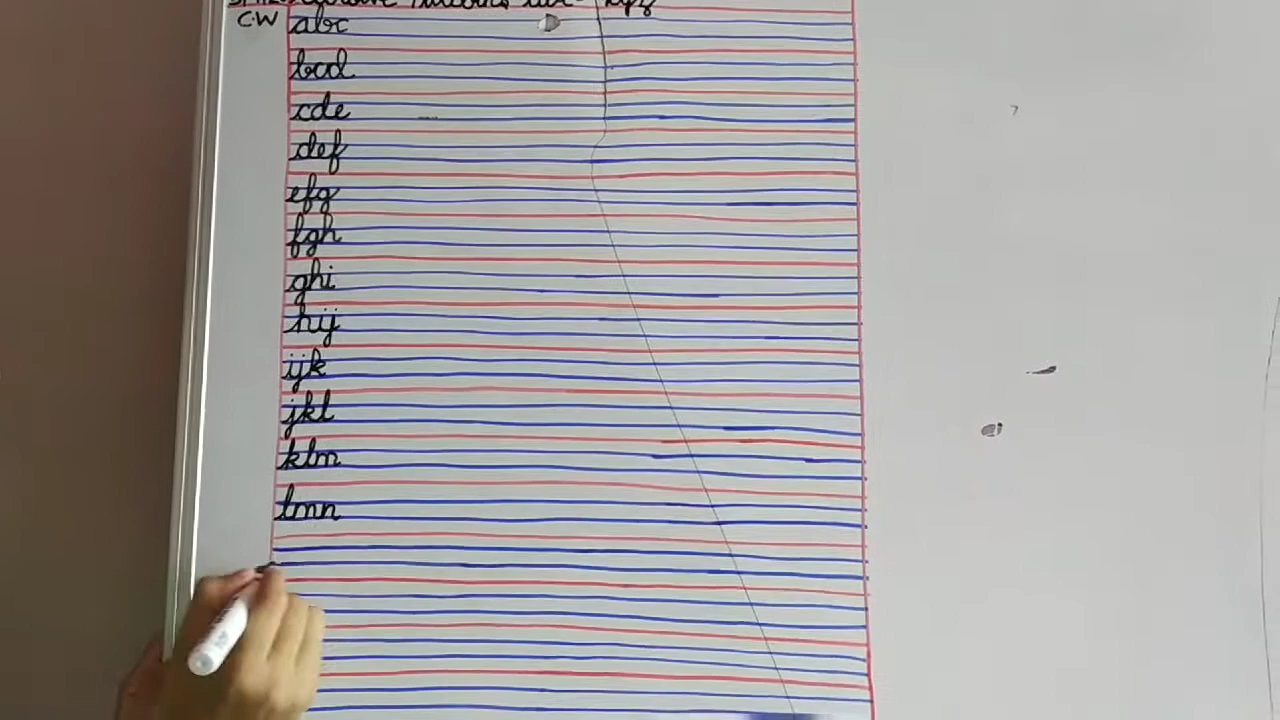 C.W abc
bcd
cde
def
efg
fgh
ghi
hij
ijk
jkl
klm
lmn